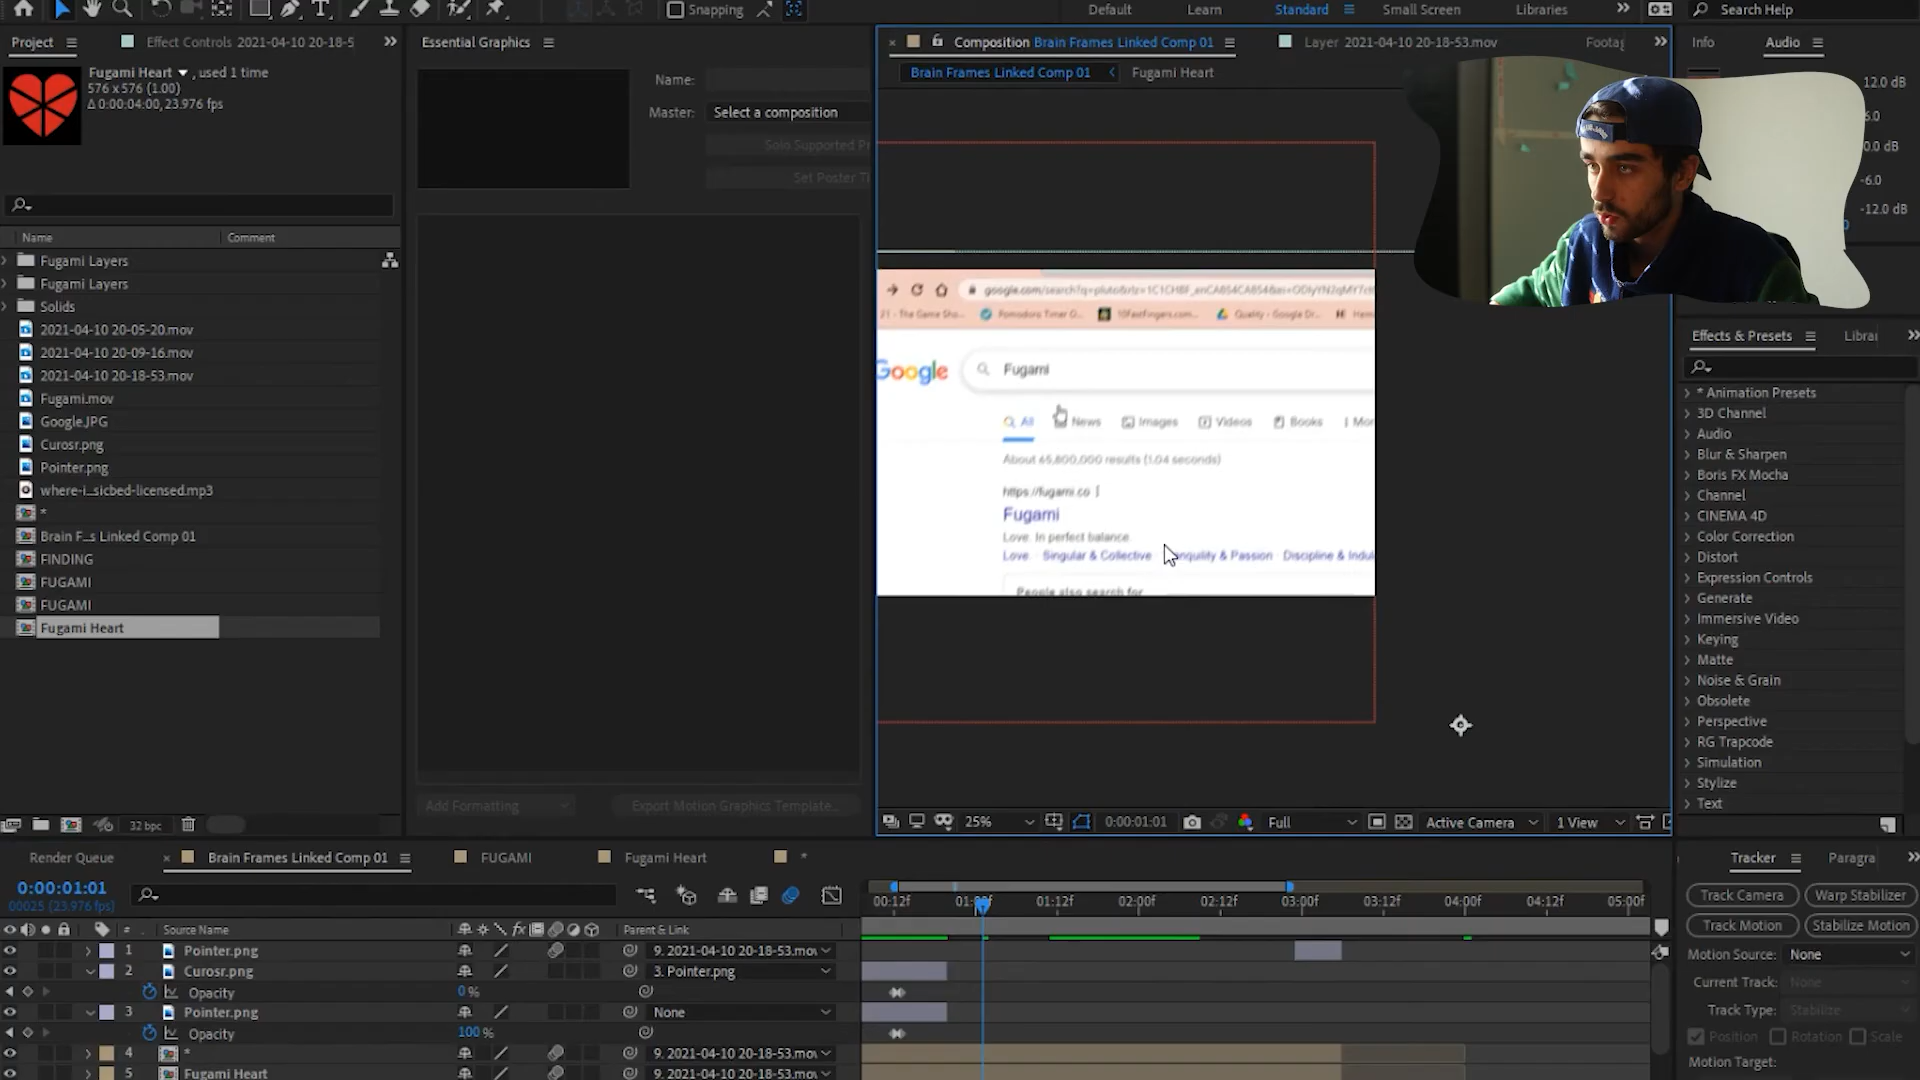 Snapping
Default
Learn
Standard
Small Screen
Libraries
Search Help
Project
Effect Controls 2021-04-10 20-18-5
Essential Graphics
Composition Brain Frames Linked Comp 01
Layer 2021-04-10 20-18-53.mov
Info
Audio
Fugami Heart , used 1 time
576 x 576 (1.00)
Δ 0:00:04:00, 23.976 fps
Name:
Master:
Select a composition
Brain Frames Linked Comp 01
Fugami Heart
12.0 dB
0.0 dB
-6.0
-12.0 dB
Set Poster Ti
Name
Comment
Fugami Layers
Fugami Layers
Solids
2021-04-10 20-05-20.mov
2021-04-10 20-09-16.mov
2021-04-10 20-18-53.mov
Fugami.mov
Google.JPG
Curosr.png
Pointer.png
where-i...sicbed-licensed.mp3
*
Brain F...s Linked Comp 01
FINDING
FUGAMI
FUGAMI
Fugami Heart
Google
Fugami
All
News
Images
Videos
Books
About 65,800,000 results (1.04 seconds)
https://fugami.co
Fugami
Love. In perfect balance.
Love. Singular & Collective
People also search for
Effects & Presets
Librai
* Animation Presets
3D Channel
Audio
Blur & Sharpen
Boris FX Mocha
Channel
CINEMA 4D
Color Correction
Distort
Expression Controls
Generate
Immersive Video
Keying
Matte
Noise & Grain
Obsolete
Perspective
RG Trapcode
Simulation
Stylize
Text
Add Formatting
Export Motion Graphics Template...
32 bpc
25%
0:00:01:01
Full
Active Camera
1 View
Render Queue
Brain Frames Linked Comp 01
FUGAMI
Fugami Heart
*
Tracker
Paragra
0:00:01:01
00025 (23.976 fps)
00:12f
01:12f
02:00f
02:12f
03:00f
03:12f
04:00f
04:12f
05:00f
Track Camera
Warp Stabilizer
Track Motion
Stabilize Motion
#
Source Name
fx
Parent & Link
1 Pointer.png 9. 2021-04-10 20-18-53.mov
2 Curosr.png 3. Pointer.png
Opacity 0 %
3 Pointer.png None
Opacity 100 %
4 * 9. 2021-04-10 20-18-53.mov
5 Fugami Heart 9. 2021-04-10 20-18-53.mov
Motion Source: None
Current Track: None
Track Type: Stabilize
Position
Rotation
Scale
Motion Target: